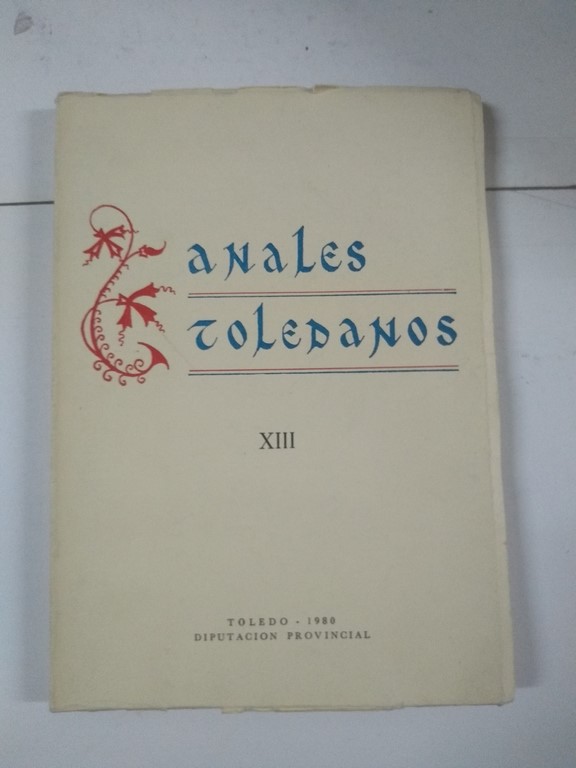 ANALES
TOLEDANOS
XIII
TOLEDO - 1980
DIPUTACION PROVINCIAL